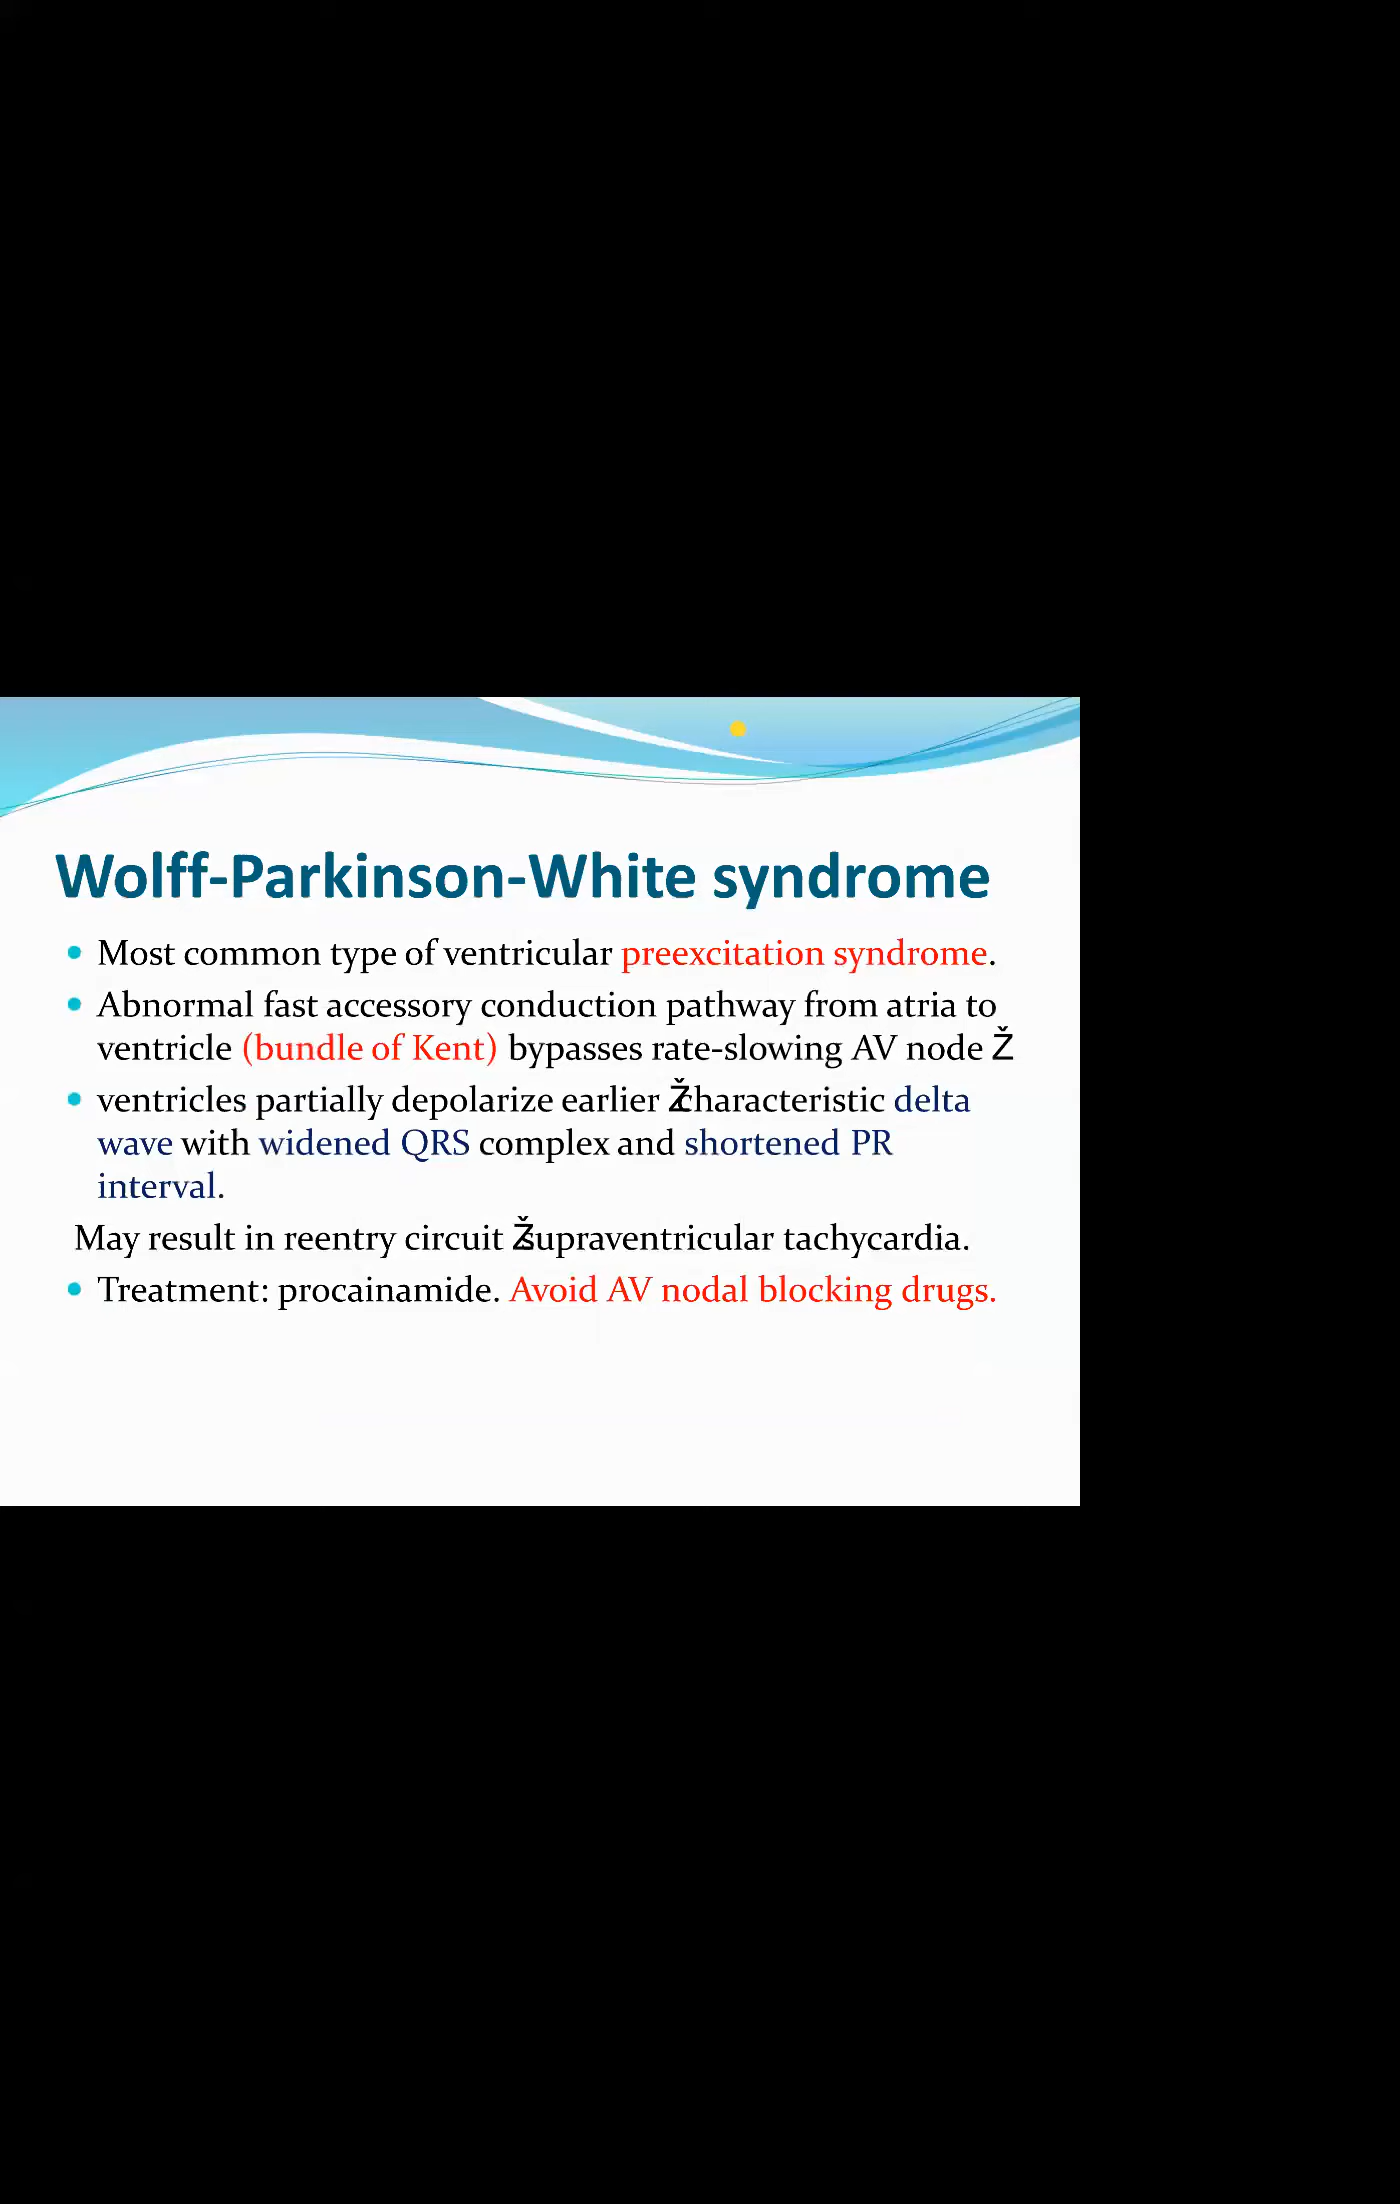 Wolff-Parkinson-White syndrome
• Most common type of ventricular preexcitation syndrome.
• Abnormal fast accessory conduction pathway from atria to
ventricle (bundle of Kent) bypasses rate-slowing AV node Ž
• ventricles partially depolarize earlier Žcharacteristic delta
wave with widened QRS complex and shortened PR
interval.
May result in reentry circuit Žsupraventricular tachycardia.
• Treatment: procainamide. Avoid AV nodal blocking drugs.